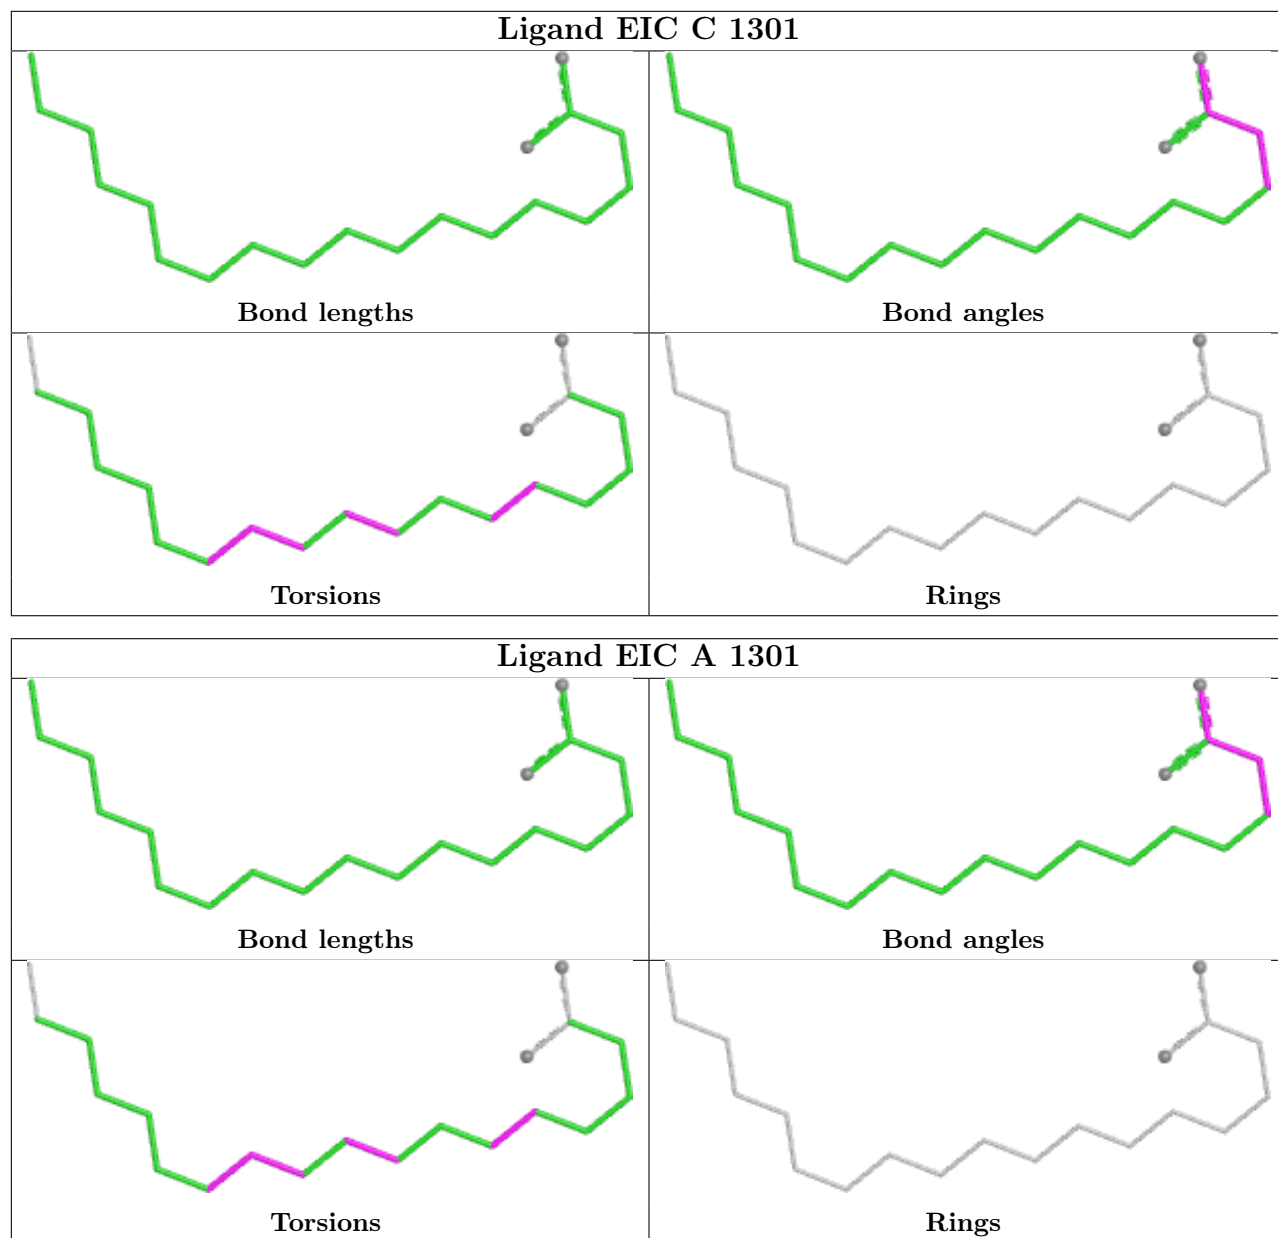 Ligand EIC C 1301
Bond lengths
Bond angles
Torsions
Rings
Ligand EIC A 1301
Bond lengths
Bond angles
Torsions
Rings